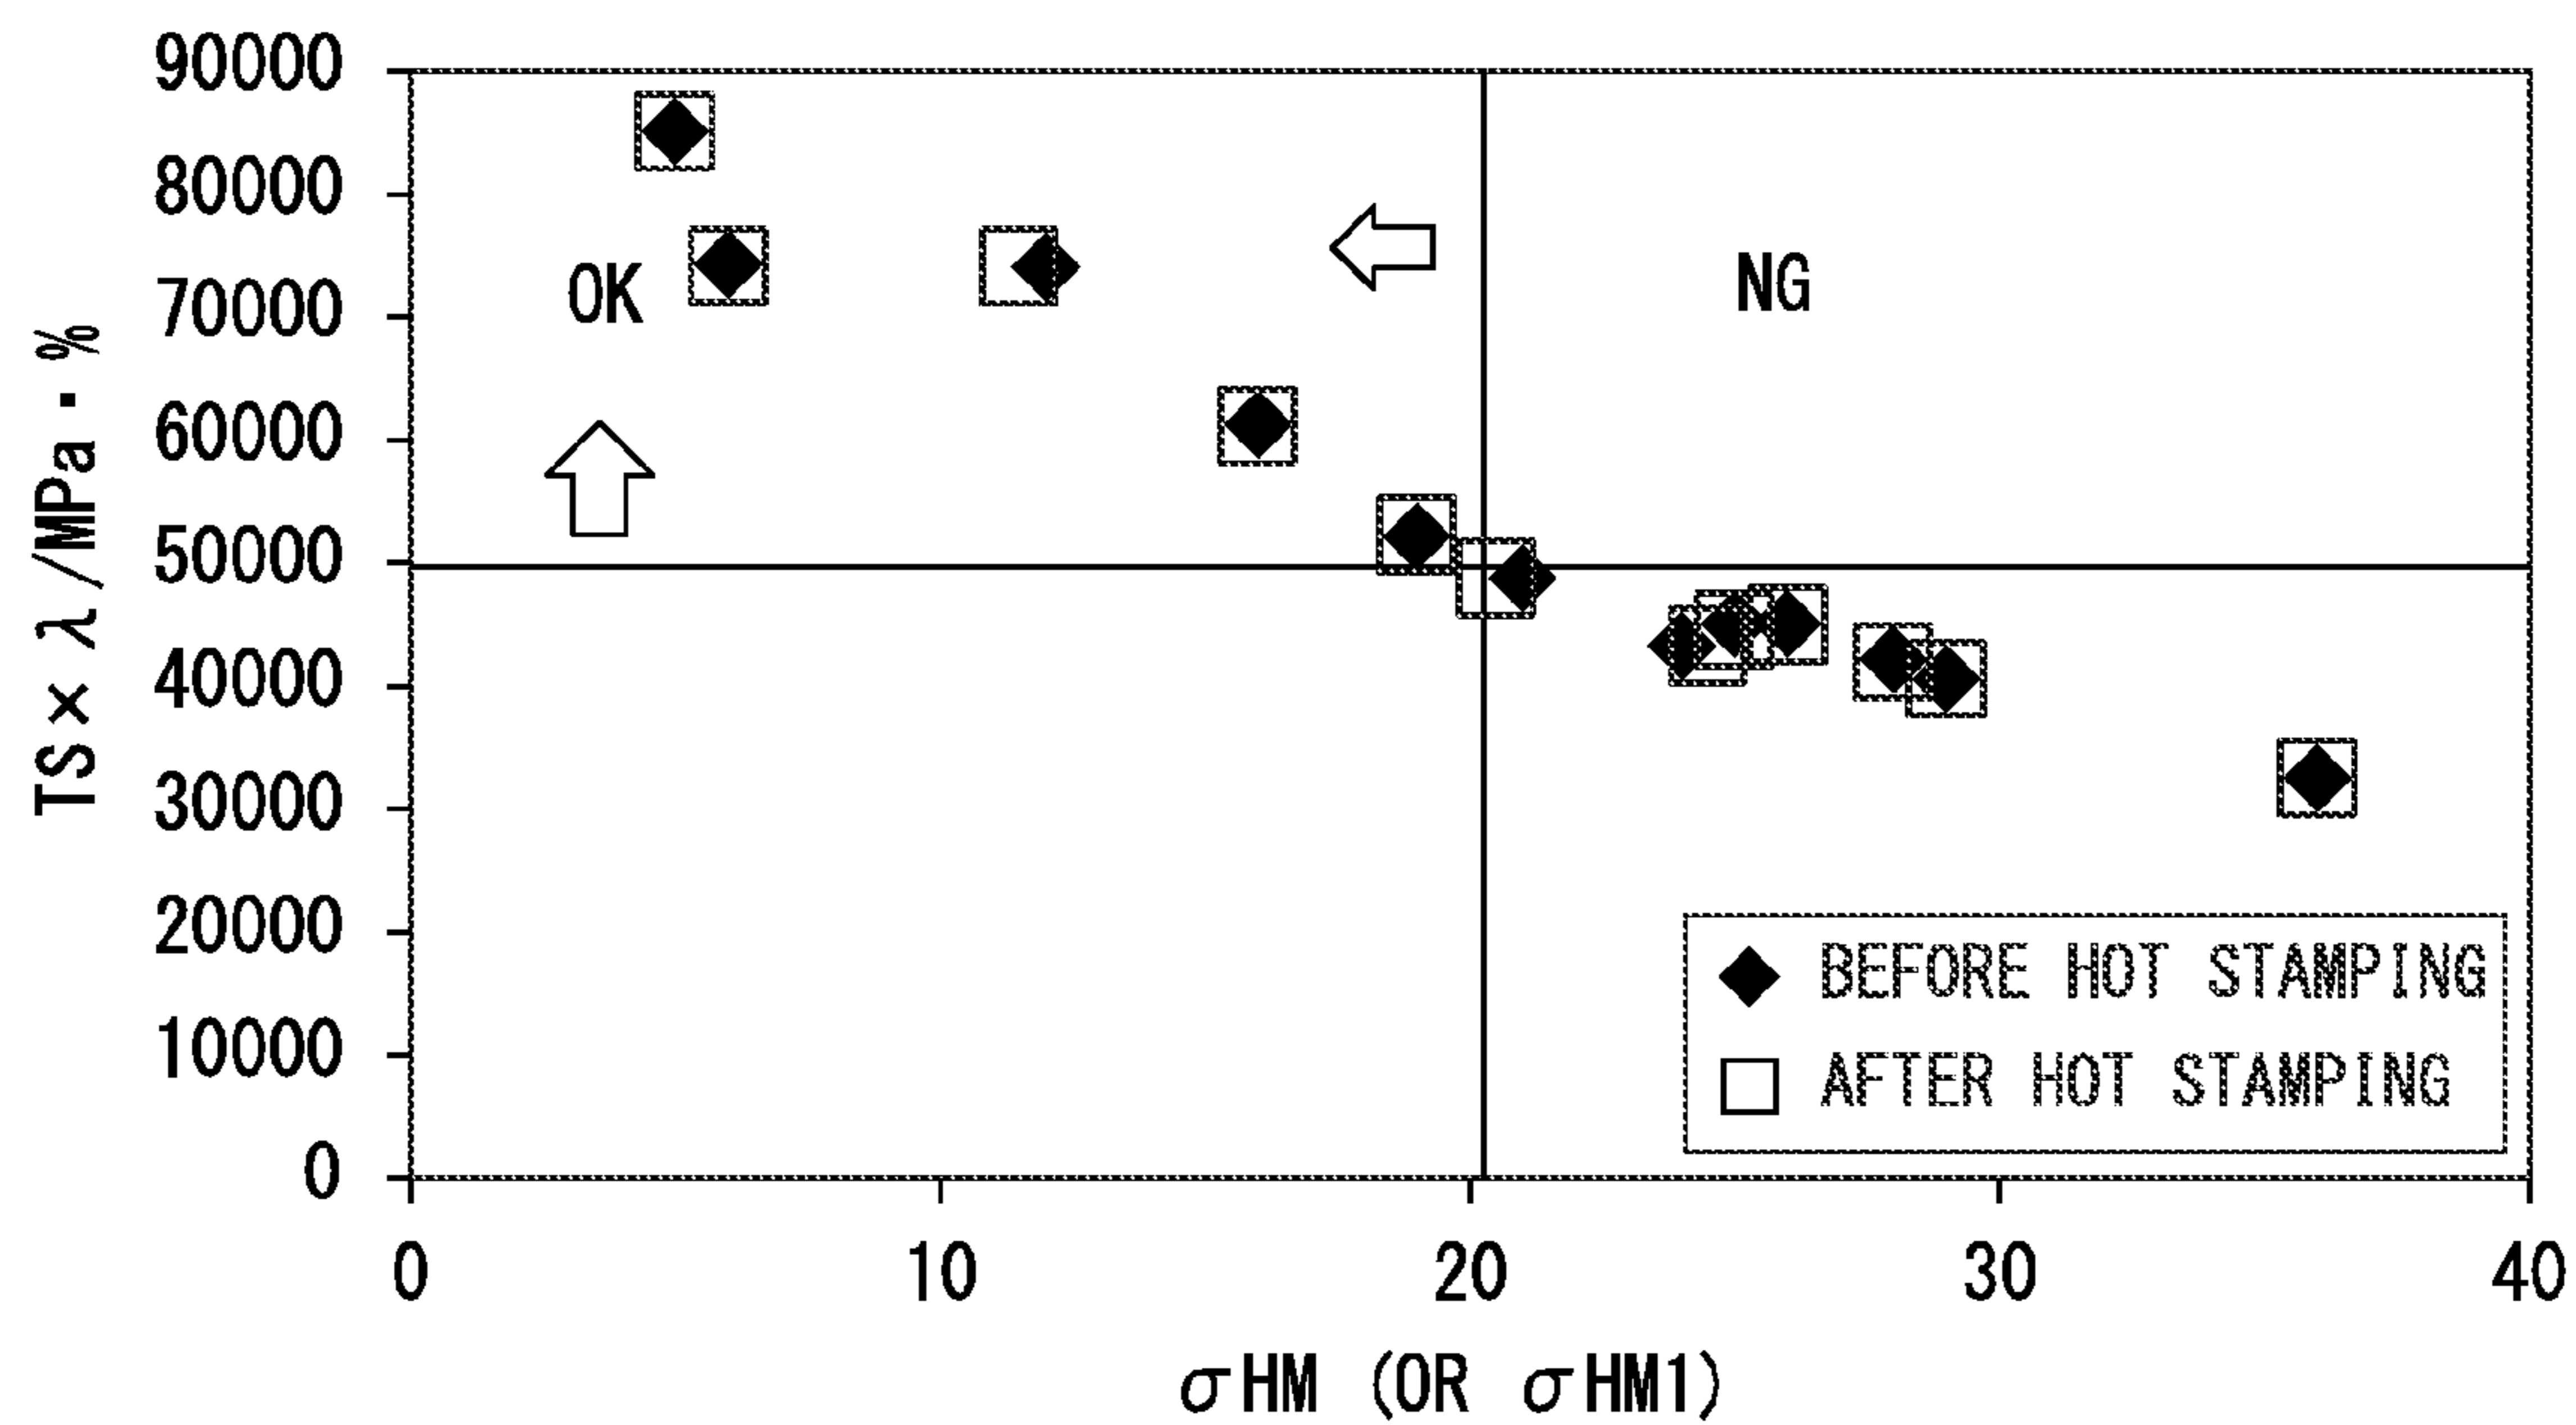 90000
80000
70000
60000
50000
40000
30000
20000
10000
0
TS×λ/MPa・%
OK
NG
BEFORE HOT STAMPING
AFTER HOT STAMPING
0 10 20 30 40
σHM (OR σHM1)